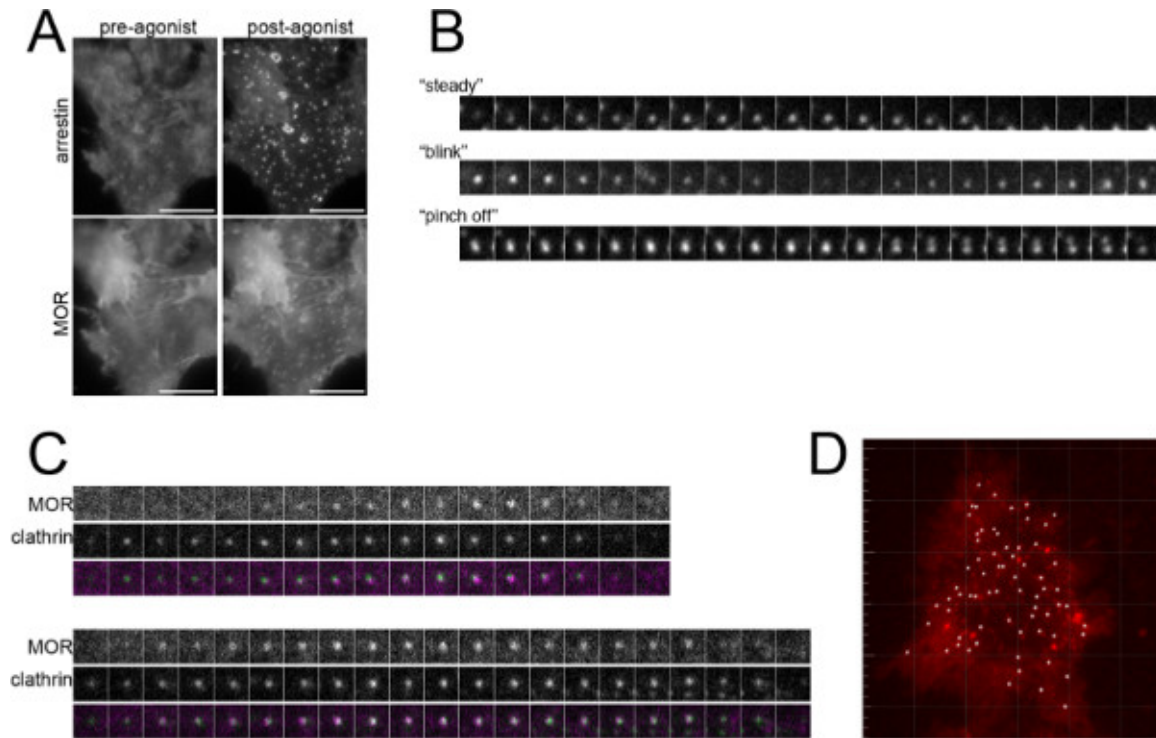 A
pre-agonist
post-agonist
arrestin
MOR
B
“steady”
“blink”
“pinch off”
C
MOR
clathrin
MOR
clathrin
D